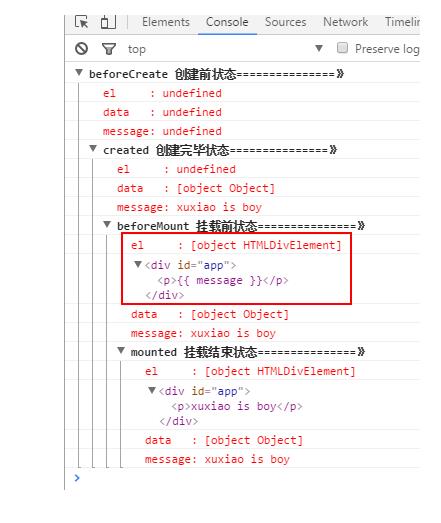 Elements Console Sources Network Timelin
top Preserve log
beforeCreate 创建前状态===============》
el : undefined
data : undefined
message: undefined
created 创建完毕状态===============》
el : undefined
data : [object Object]
message: xuxiao is boy
beforeMount 挂载前状态===============》
el : [object HTMLDivElement]
<div id="app">
<p>{{ message }}</p>
</div>
data : [object Object]
message: xuxiao is boy
mounted 挂载结束状态===============》
el : [object HTMLDivElement]
<div id="app">
<p>xuxiao is boy</p>
</div>
data : [object Object]
message: xuxiao is boy
>